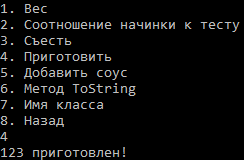 1. Вес
2. Соотношение начинки к тесту
3. Съесть
4. Приготовить
5. Добавить соус
6. Метод ToString
7. Имя класса
8. Назад
4
123 приготовлен!